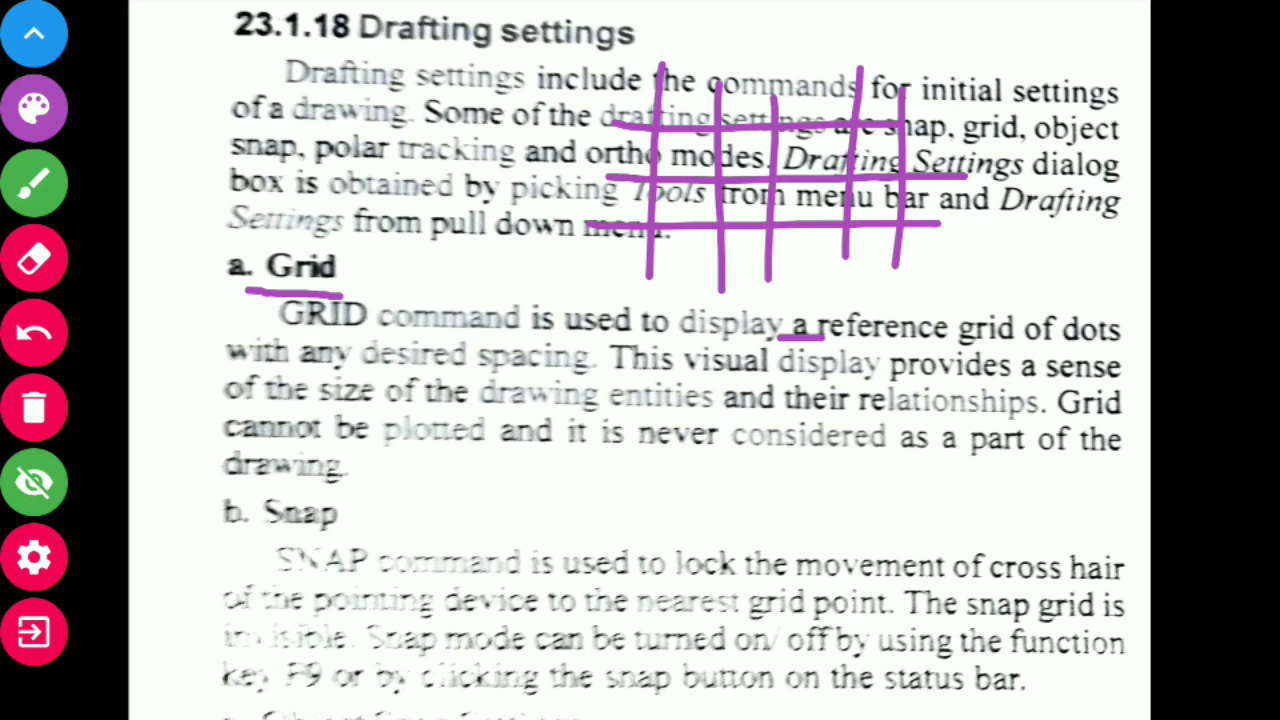 23.1.18 Drafting settings
Drafting settings include the commands for initial settings
of a drawing. Some of the drafting settings are snap, grid, object
snap, polar tracking and ortho modes. Drafting Settings dialog
box is obtained by picking Tools from menu bar and Drafting
Settings from pull down menu.
a. Grid
GRID command is used to display a reference grid of dots
with any desired spacing. This visual display provides a sense
of the size of the drawing entities and their relationships. Grid
cannot be plotted and it is never considered as a part of the
drawing.
b. Snap
SNAP command is used to lock the movement of cross hair
of the pointing device to the nearest grid point. The snap grid is
invisible. Snap mode can be turned on/ off by using the function
key F9 or by clicking the snap button on the status bar.